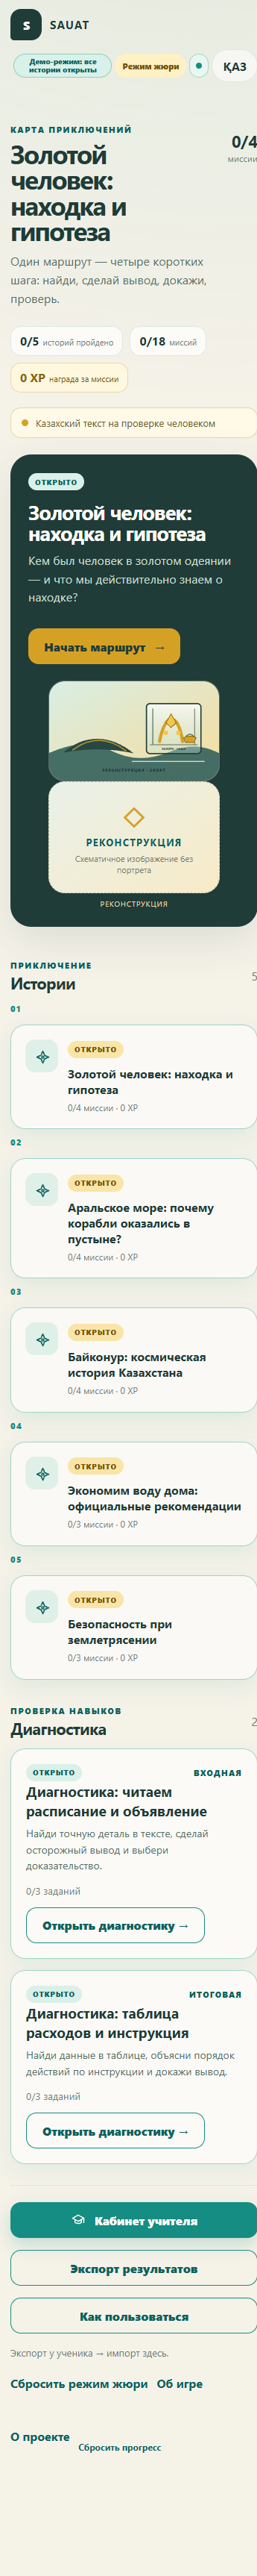 S SAUAT
Демо-режим: все
истории открыты
Режим жюри
ҚАЗ
КАРТА ПРИКЛЮЧЕНИЙ
Золотой
человек:
находка и
гипотеза
0/4
миссии
Один маршрут — четыре коротких
шага: найди, сделай вывод, докажи,
проверь.
0/5 историй пройдено
0/18 миссий
0 XP награда за миссии
Казахский текст на проверке человеком
ОТКРЫТО
Золотой человек:
находка и гипотеза
Кем был человек в золотом одеянии
— и что мы действительно знаем о
находке?
Начать маршрут →
РЕКОНСТРУКЦИЯ
Схематичное изображение без
портрета
РЕКОНСТРУКЦИЯ
ПРИКЛЮЧЕНИЕ
Истории
5
01
ОТКРЫТО
Золотой человек: находка и
гипотеза
0/4 миссии · 0 XP
02
ОТКРЫТО
Аральское море: почему
корабли оказались в
пустыне?
0/4 миссии · 0 XP
03
ОТКРЫТО
Байконур: космическая
история Казахстана
0/4 миссии · 0 XP
04
ОТКРЫТО
Экономим воду дома:
официальные рекомендации
0/3 миссии · 0 XP
05
ОТКРЫТО
Безопасность при
землетрясении
0/3 миссии · 0 XP
ПРОВЕРКА НАВЫКОВ
Диагностика
2
ОТКРЫТО
ВХОДНАЯ
Диагностика: читаем
расписание и объявление
Найди точную деталь в тексте, сделай
осторожный вывод и выбери
доказательство.
0/3 заданий
Открыть диагностику →
ОТКРЫТО
ИТОГОВАЯ
Диагностика: таблица
расходов и инструкция
Найди данные в таблице, объясни порядок
действий по инструкции и докажи вывод.
0/3 заданий
Открыть диагностику →
Кабинет учителя
Экспорт результатов
Как пользоваться
Экспорт у ученика → импорт здесь.
Сбросить режим жюри Об игре
О проекте
Сбросить прогресс